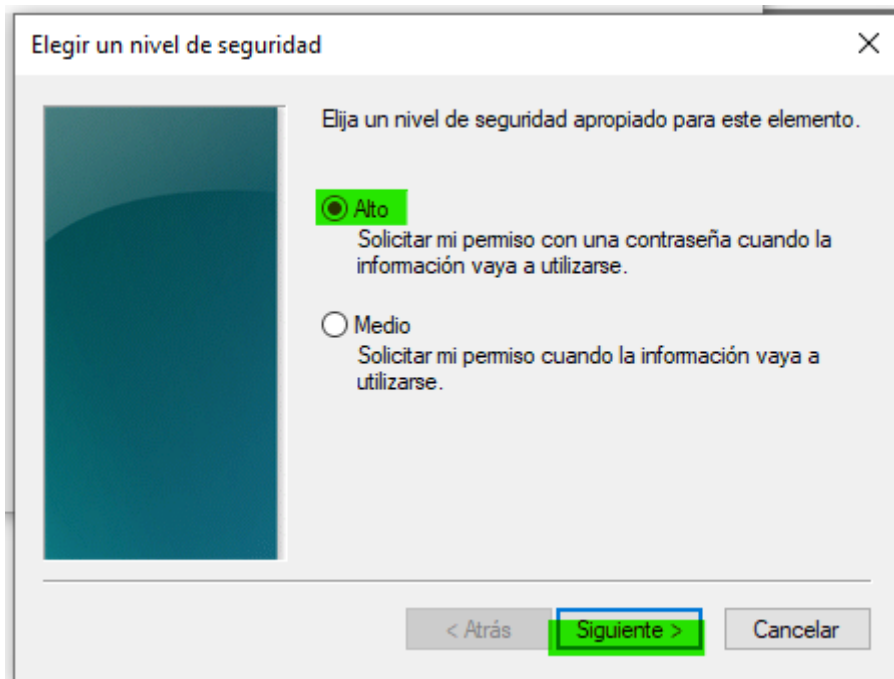 Elegir un nivel de seguridad
Elija un nivel de seguridad apropiado para este elemento.
Alto
Solicitar mi permiso con una contraseña cuando la
información vaya a utilizarse.
Medio
Solicitar mi permiso cuando la información vaya a
utilizarse.
< Atrás
Siguiente >
Cancelar